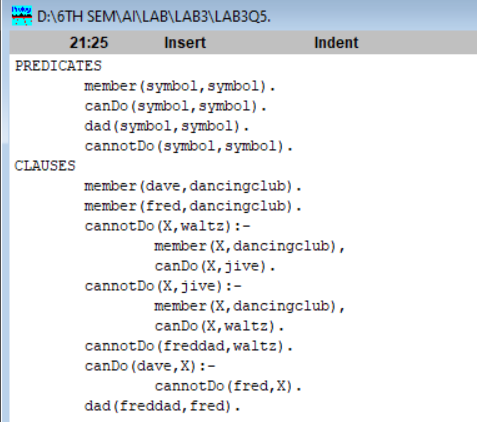 D:\6TH SEM\AI\LAB\LAB3\LAB3Q5.
21:25 Insert Indent
PREDICATES
member(symbol,symbol).
canDo(symbol,symbol).
dad(symbol,symbol).
cannotDo(symbol,symbol).
CLAUSES
member(dave,dancingclub).
member(fred,dancingclub).
cannotDo(X,waltz):-
member(X,dancingclub),
canDo(X,jive).
cannotDo(X,jive):-
member(X,dancingclub),
canDo(X,waltz).
cannotDo(freddad,waltz).
canDo(dave,X):-
cannotDo(fred,X).
dad(freddad,fred).